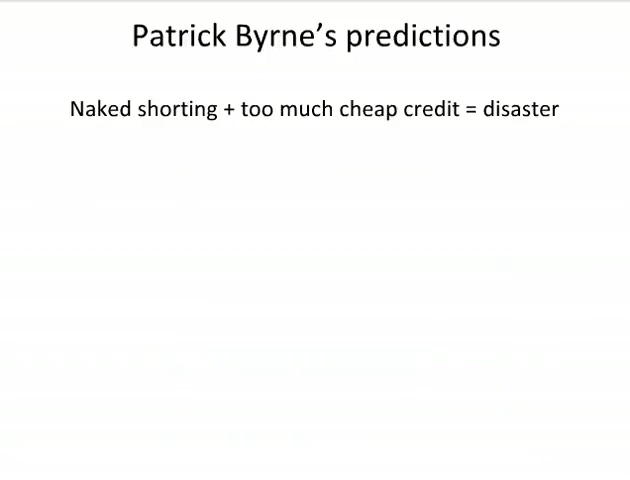 Patrick Byrne’s predictions
Naked shorting + too much cheap credit = disaster